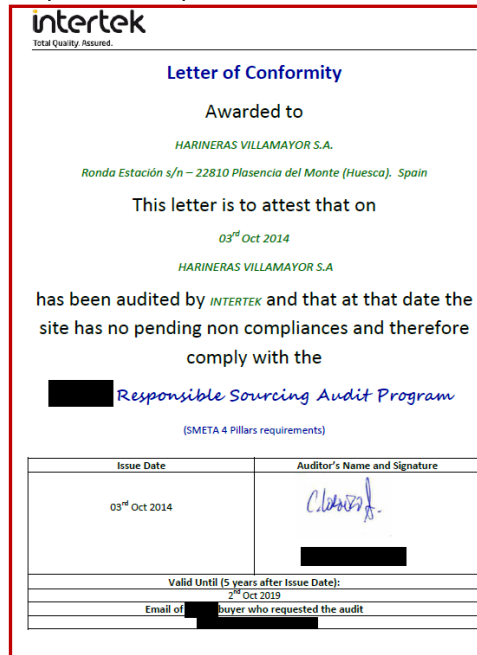 intertek
Total Quality. Assured.
Letter of Conformity
Awarded to
HARINERAS VILLAMAYOR S.A.
Ronda Estación s/n – 22810 Plasencia del Monte (Huesca). Spain
This letter is to attest that on
03rd Oct 2014
HARINERAS VILLAMAYOR S.A
has been audited by INTERTEK and that at that date the
site has no pending non compliances and therefore
comply with the
Responsible Sourcing Audit Program
(SMETA 4 Pillars requirements)
Issue Date Auditor's Name and Signature
03rd Oct 2014
Valid Until (5 years after Issue Date):
2nd Oct 2019
Email of buyer who requested the audit